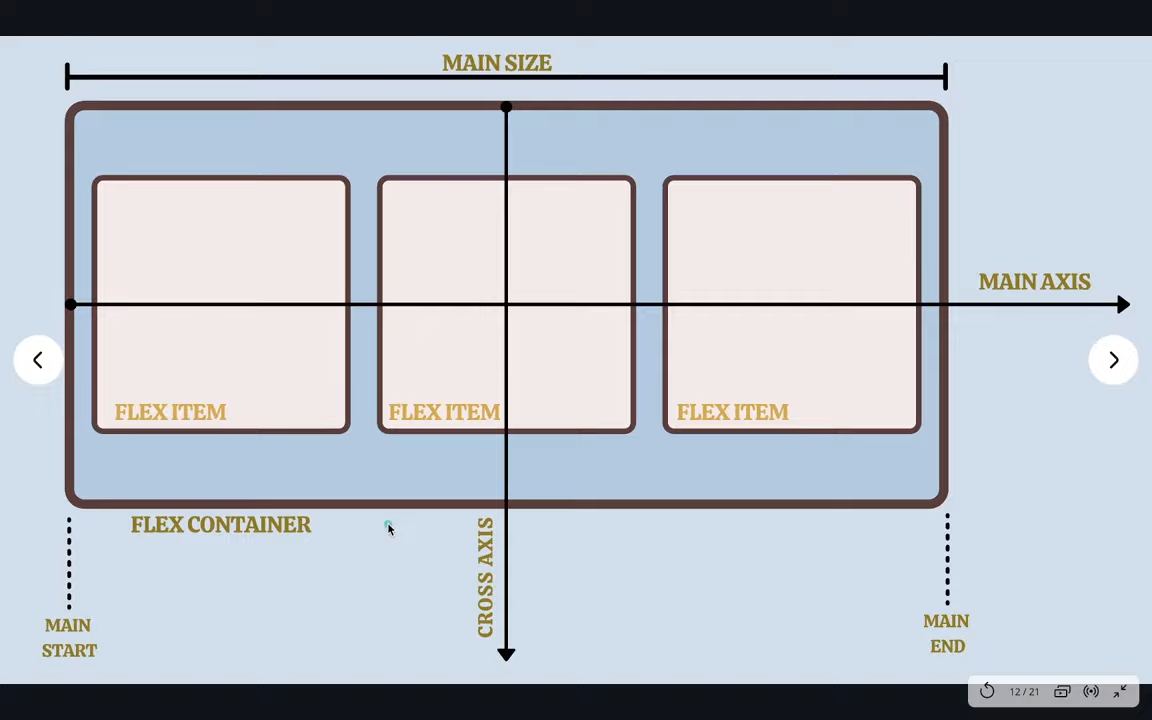 MAIN SIZE
MAIN AXIS
FLEX ITEM
FLEX ITEM
FLEX ITEM
FLEX CONTAINER
CROSS AXIS
MAIN
START
MAIN
END
12 / 21